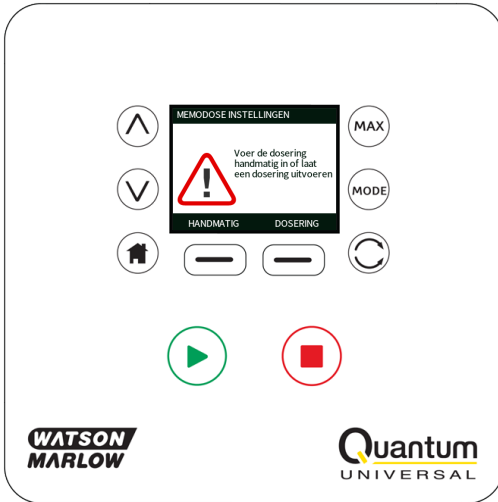 MEMODOSE INSTELLINGEN
Voer de dosering
handmatig in of laat
een dosering uitvoeren
HANDMATIG DOSERING
MAX
MODE
WATSON
MARLOW
Quantum
UNIVERSAL